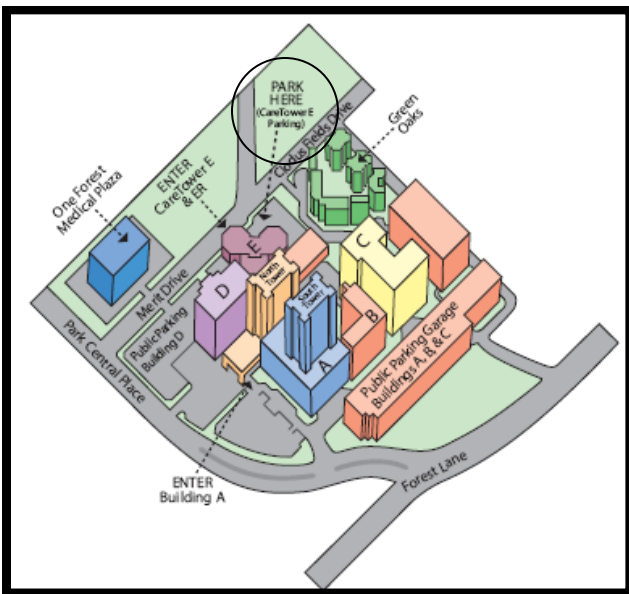 PARK
HERE
(CareTower E
Parking)
Clodus Fields Drive
Green
Oaks
ENTER
CareTower E
& ER
One Forest
Medical Plaza
E
C
North
Tower
South
Tower
D
Merit Drive
Public Parking
Building D
B
A
Park Central Place
Public Parking Garage
Buildings A, B, & C
ENTER
Building A
Forest Lane